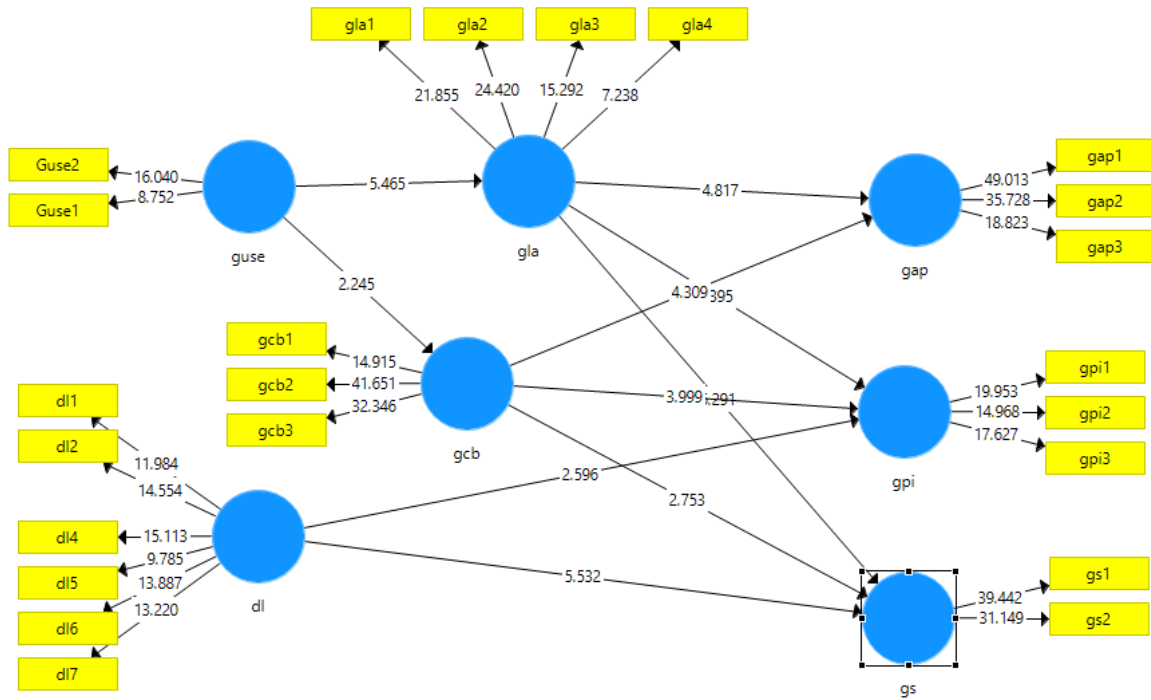 gla1
gla2
gla3
gla4
21.855
24.420
15.292
7.238
Guse2
Guse1
16.040
8.752
guse
5.465
gla
4.817
gap
49.013
35.728
18.823
gap1
gap2
gap3
2.245
4.309
gcb1
gcb2
gcb3
14.915
41.651
32.346
gcb
3.999
gpi
19.953
14.968
17.627
gpi1
gpi2
gpi3
dl1
dl2
dl4
dl5
dl6
dl7
11.984
14.554
15.113
9.785
13.887
13.220
dl
2.596
2.753
5.532
gs
39.442
31.149
gs1
gs2